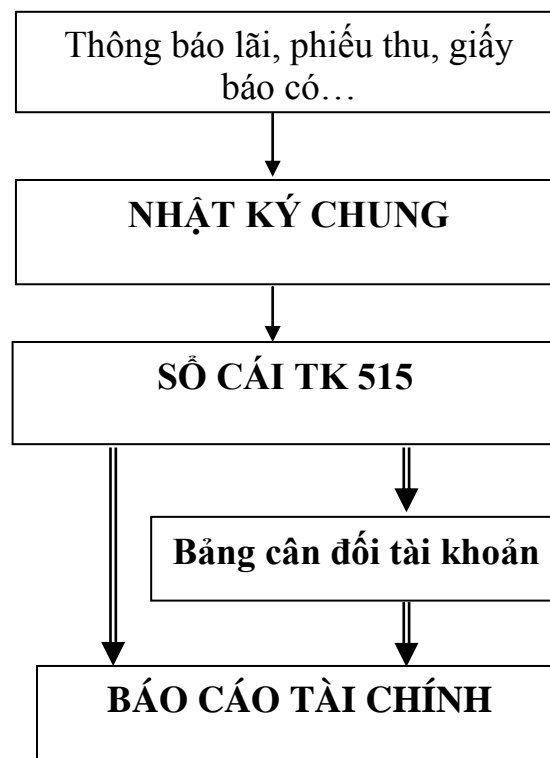 Thông báo lãi, phiếu thu, giấy
báo có…
NHẬT KÝ CHUNG
SỔ CÁI TK 515
Bảng cân đối tài khoản
BÁO CÁO TÀI CHÍNH